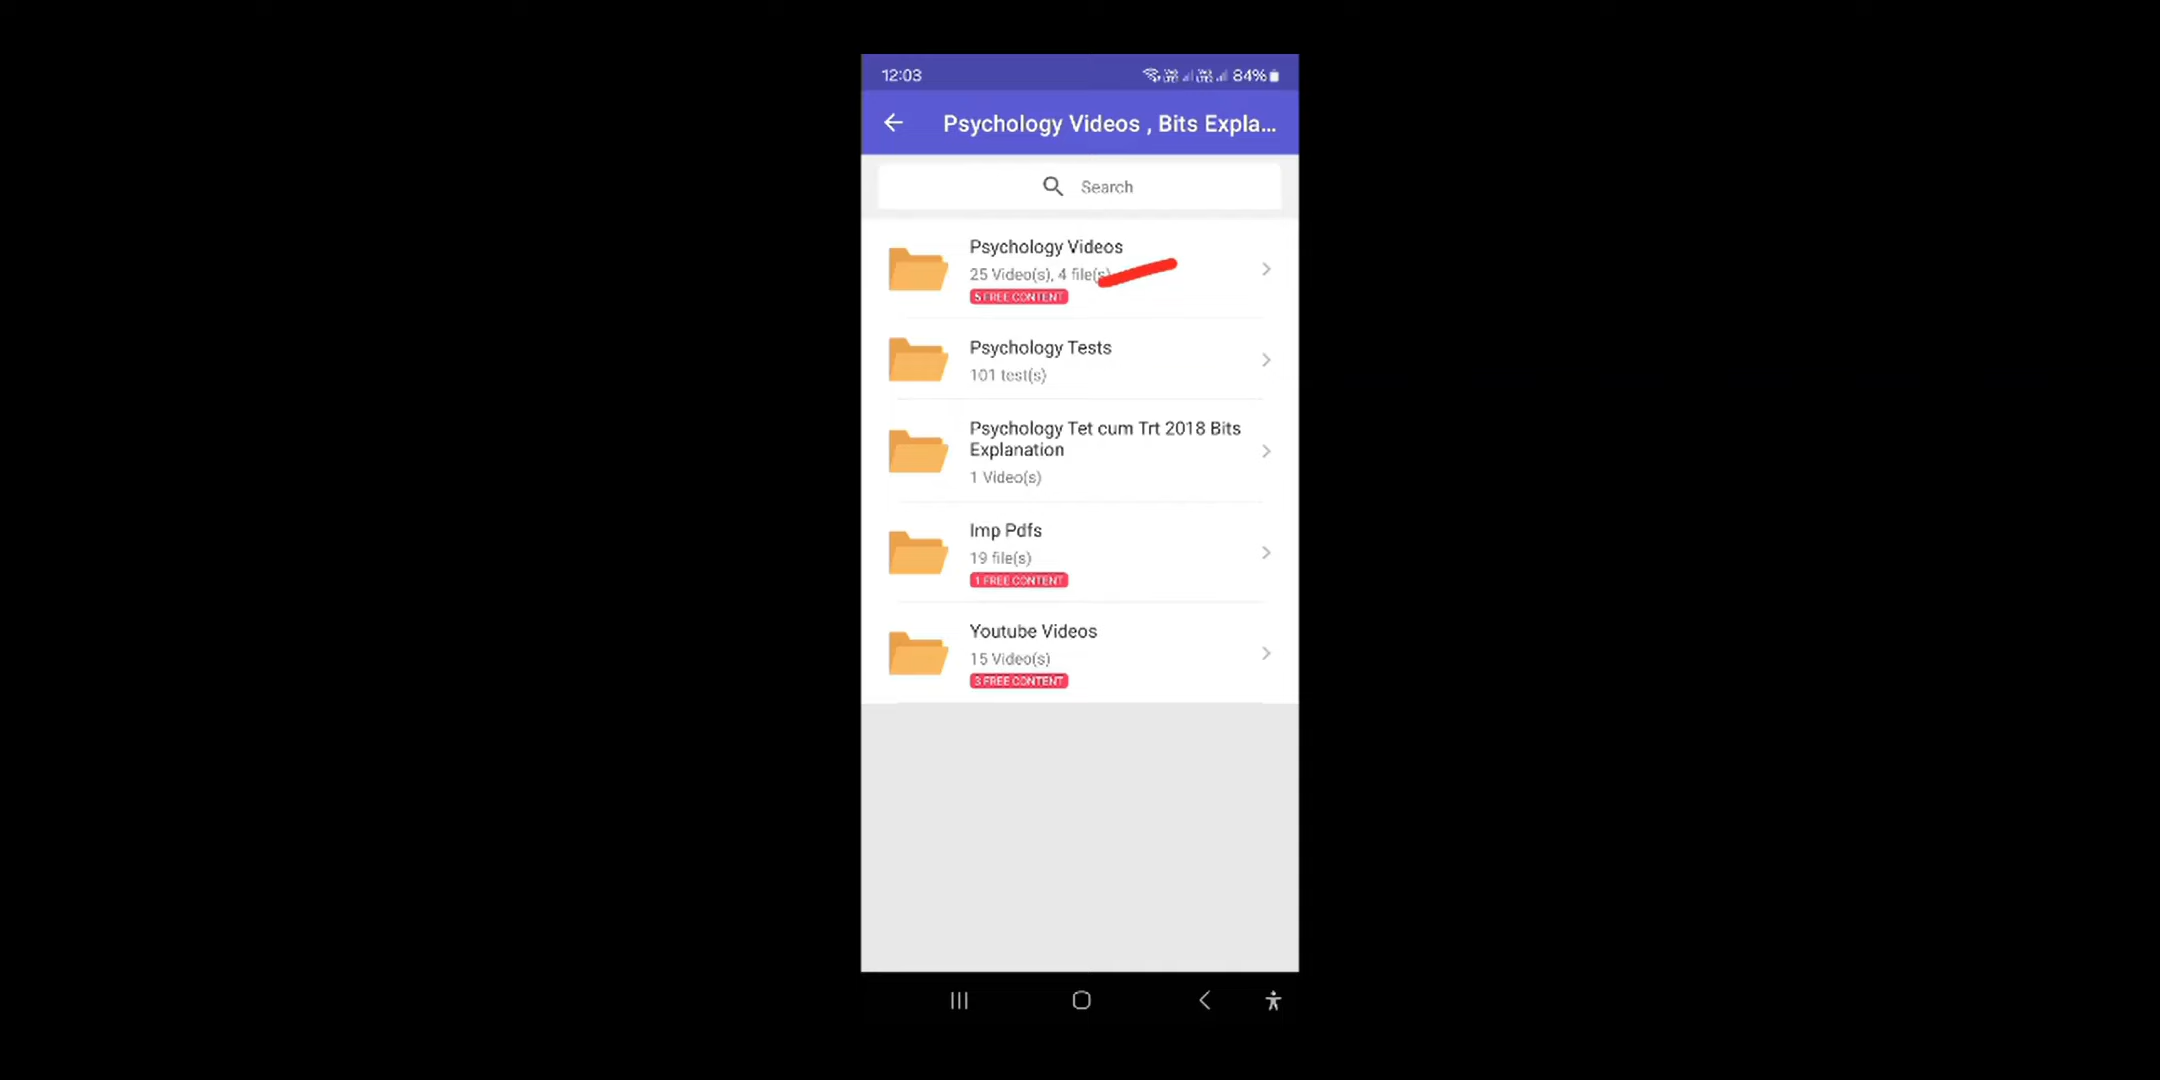 12:03
84%
Psychology Videos , Bits Expla...
Search
Psychology Videos
25 Video(s), 4 file(s)
5 FREE CONTENT
Psychology Tests
101 test(s)
Psychology Tet cum Trt 2018 Bits
Explanation
1 Video(s)
Imp Pdfs
19 file(s)
1 FREE CONTENT
Youtube Videos
15 Video(s)
3 FREE CONTENT